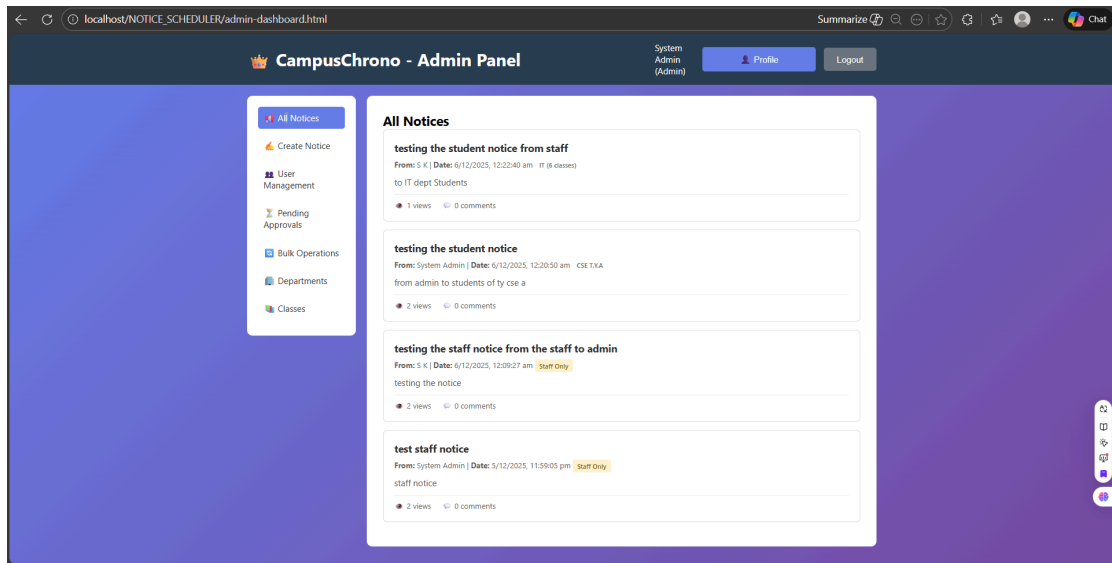 localhost/NOTICE_SCHEDULER/admin-dashboard.html
Summarize
Chat
CampusChrono - Admin Panel
System
Admin
(Admin)
Profile
Logout
All Notices
Create Notice
User
Management
Pending
Approvals
Bulk Operations
Departments
Classes
All Notices
testing the student notice from staff
From: S K | Date: 6/12/2025, 12:22:40 am IT (6 classes)
to IT dept Students
1 views 0 comments
testing the student notice
From: System Admin | Date: 6/12/2025, 12:20:50 am CSE T.Y.A
from admin to students of ty cse a
2 views 0 comments
testing the staff notice from the staff to admin
From: S K | Date: 6/12/2025, 12:09:27 am Staff Only
testing the notice
2 views 0 comments
test staff notice
From: System Admin | Date: 5/12/2025, 11:59:05 pm Staff Only
staff notice
2 views 0 comments